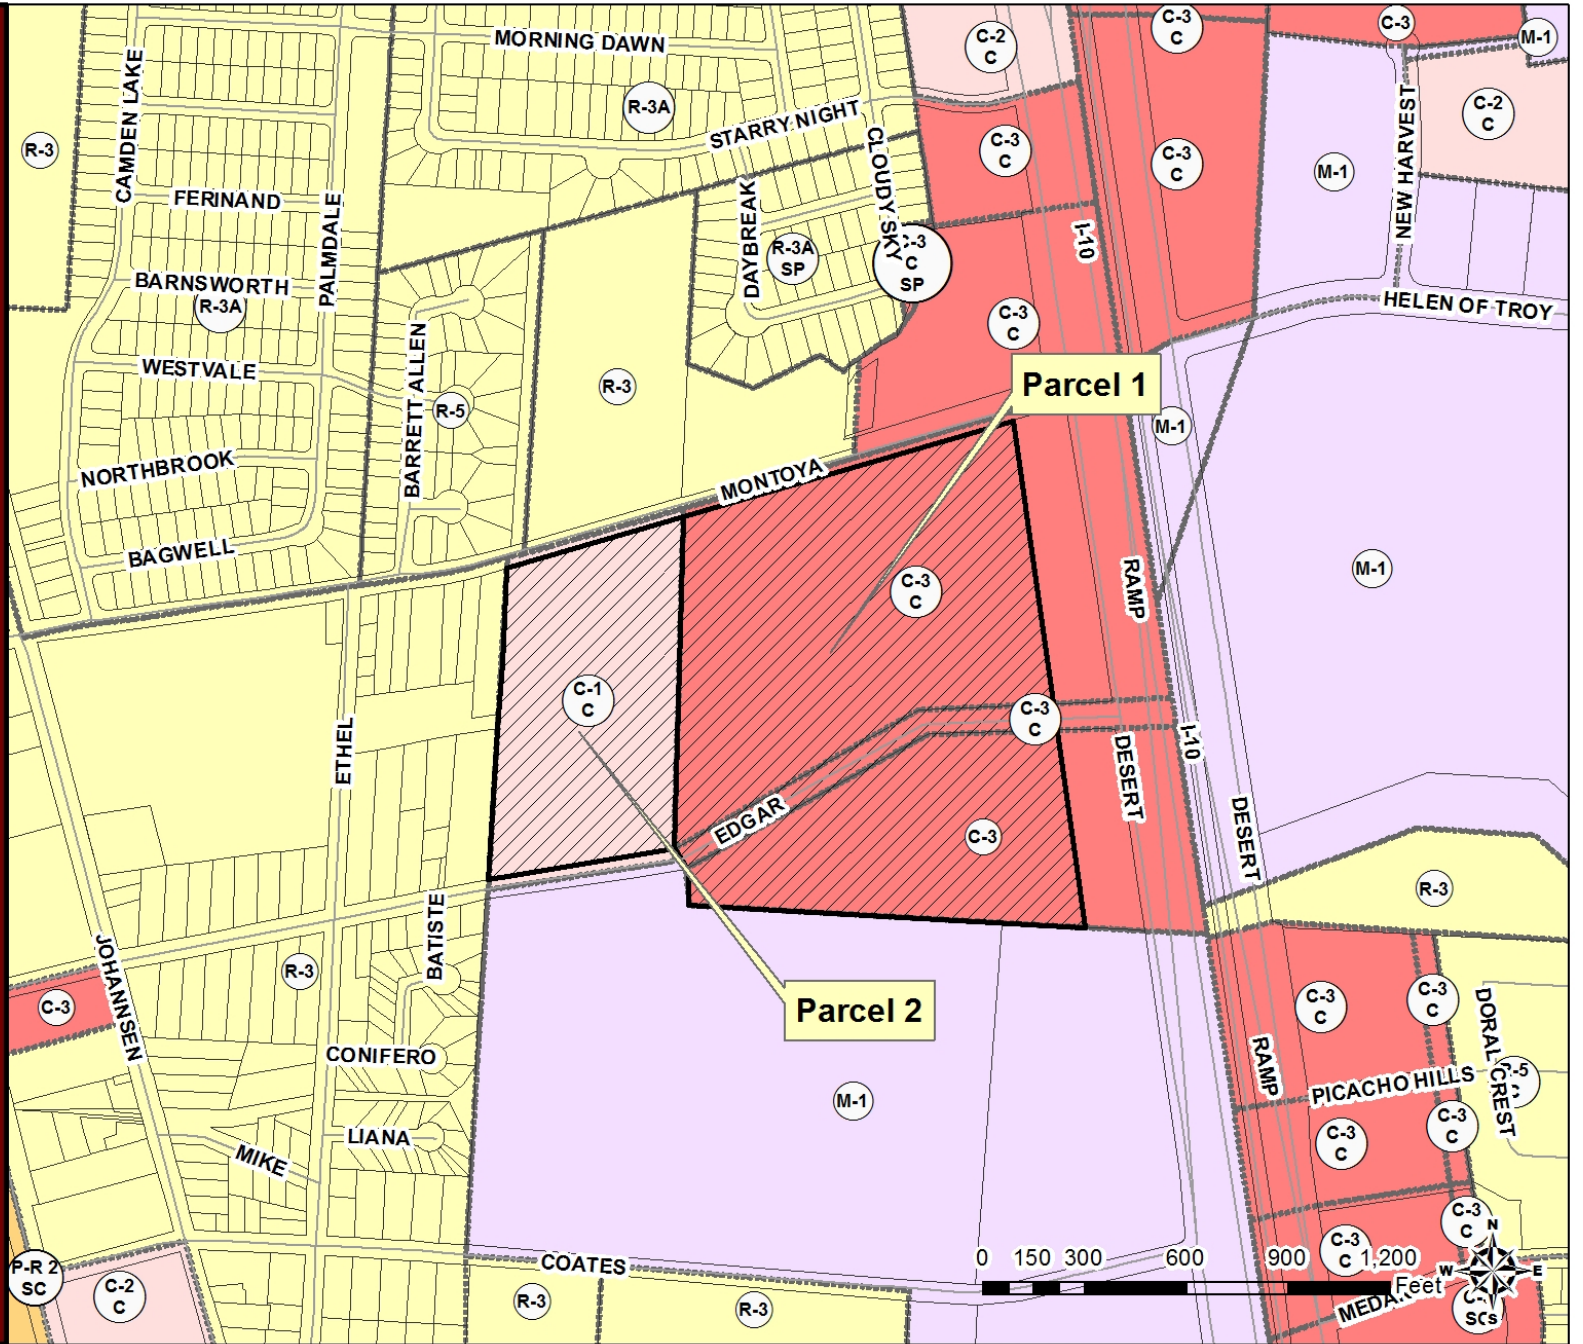 MORNING DAWN
C-2
C
C-3
C
C-3
M-1
CAMDEN LAKE
R-3A
C-2
C
STARRY NIGHT
NEW HARVEST
R-3
CLOUDY SKY
C-3
C
C-3
C
M-1
FERINAND
PALMDALE
DAYBREAK
R-3A
SP
C-3
C
SP
I-10
BARNSWORTH
R-3A
HELEN OF TROY
C-3
C
WESTVALE
BARRETT ALLEN
R-3
Parcel 1
R-5
M-1
NORTHBROOK
MONTOYA
BAGWELL
C-3
C
RAMP
M-1
C-1
C
C-3
C
ETHEL
I-10
DESERT
EDGAR
C-3
DESERT
R-3
BATISTE
JOHANNSEN
R-3
C-3
C-3
C
C-3
C
DORAL CREST
Parcel 2
CONIFERO
RAMP
PICACHO HILLS
M-1
C-3
C
C-3
C
LIANA
MIKE
C-3
C
N
C-3
C
COATES
0 150 300 600 900 1,200
Feet
W
E
S
P-R 2
SC
C-2
C
R-3
R-3